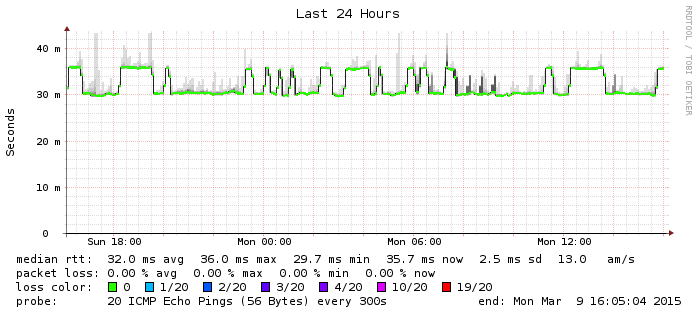 Last 24 Hours
RRDTOOL / TOBI OETIKER
Seconds
40 m
30 m
20 m
10 m
0
Sun 18:00 Mon 00:00 Mon 06:00 Mon 12:00
median rtt: 32.0 ms avg 36.0 ms max 29.7 ms min 35.7 ms now 2.5 ms sd 13.0 am/s
packet loss: 0.00 % avg 0.00 % max 0.00 % min 0.00 % now
loss color: 0 1/20 2/20 3/20 4/20 10/20 19/20
probe: 20 ICMP Echo Pings (56 Bytes) every 300s end: Mon Mar 9 16:05:04 2015